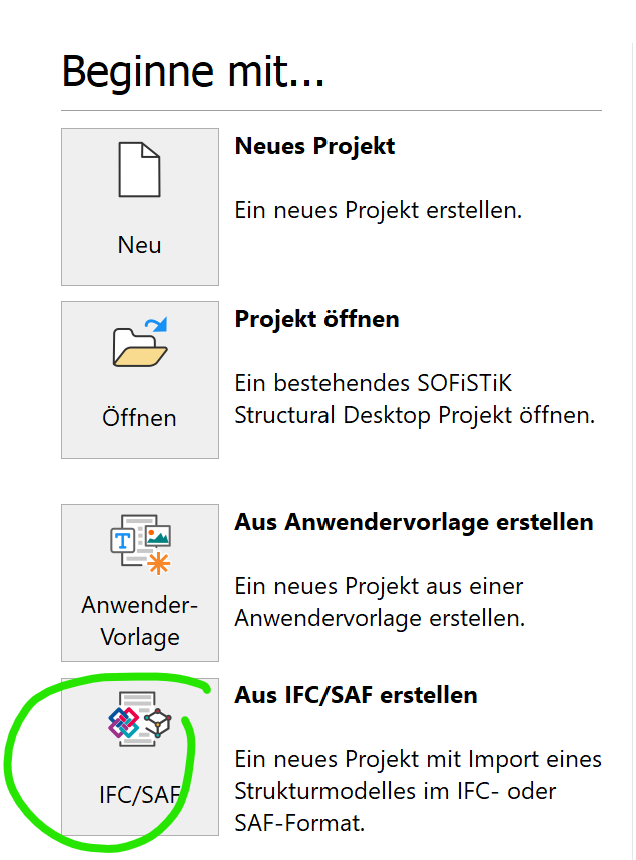 Beginne mit...
Neu
Neues Projekt
Ein neues Projekt erstellen.
Öffnen
Projekt öffnen
Ein bestehendes SOFiSTiK
Structural Desktop Projekt öffnen.
T
Anwender-
Vorlage
Aus Anwendervorlage erstellen
Ein neues Projekt aus einer
Anwendervorlage erstellen.
IFC/SAF
Aus IFC/SAF erstellen
Ein neues Projekt mit Import eines
Strukturmodelles im IFC- oder
SAF-Format.